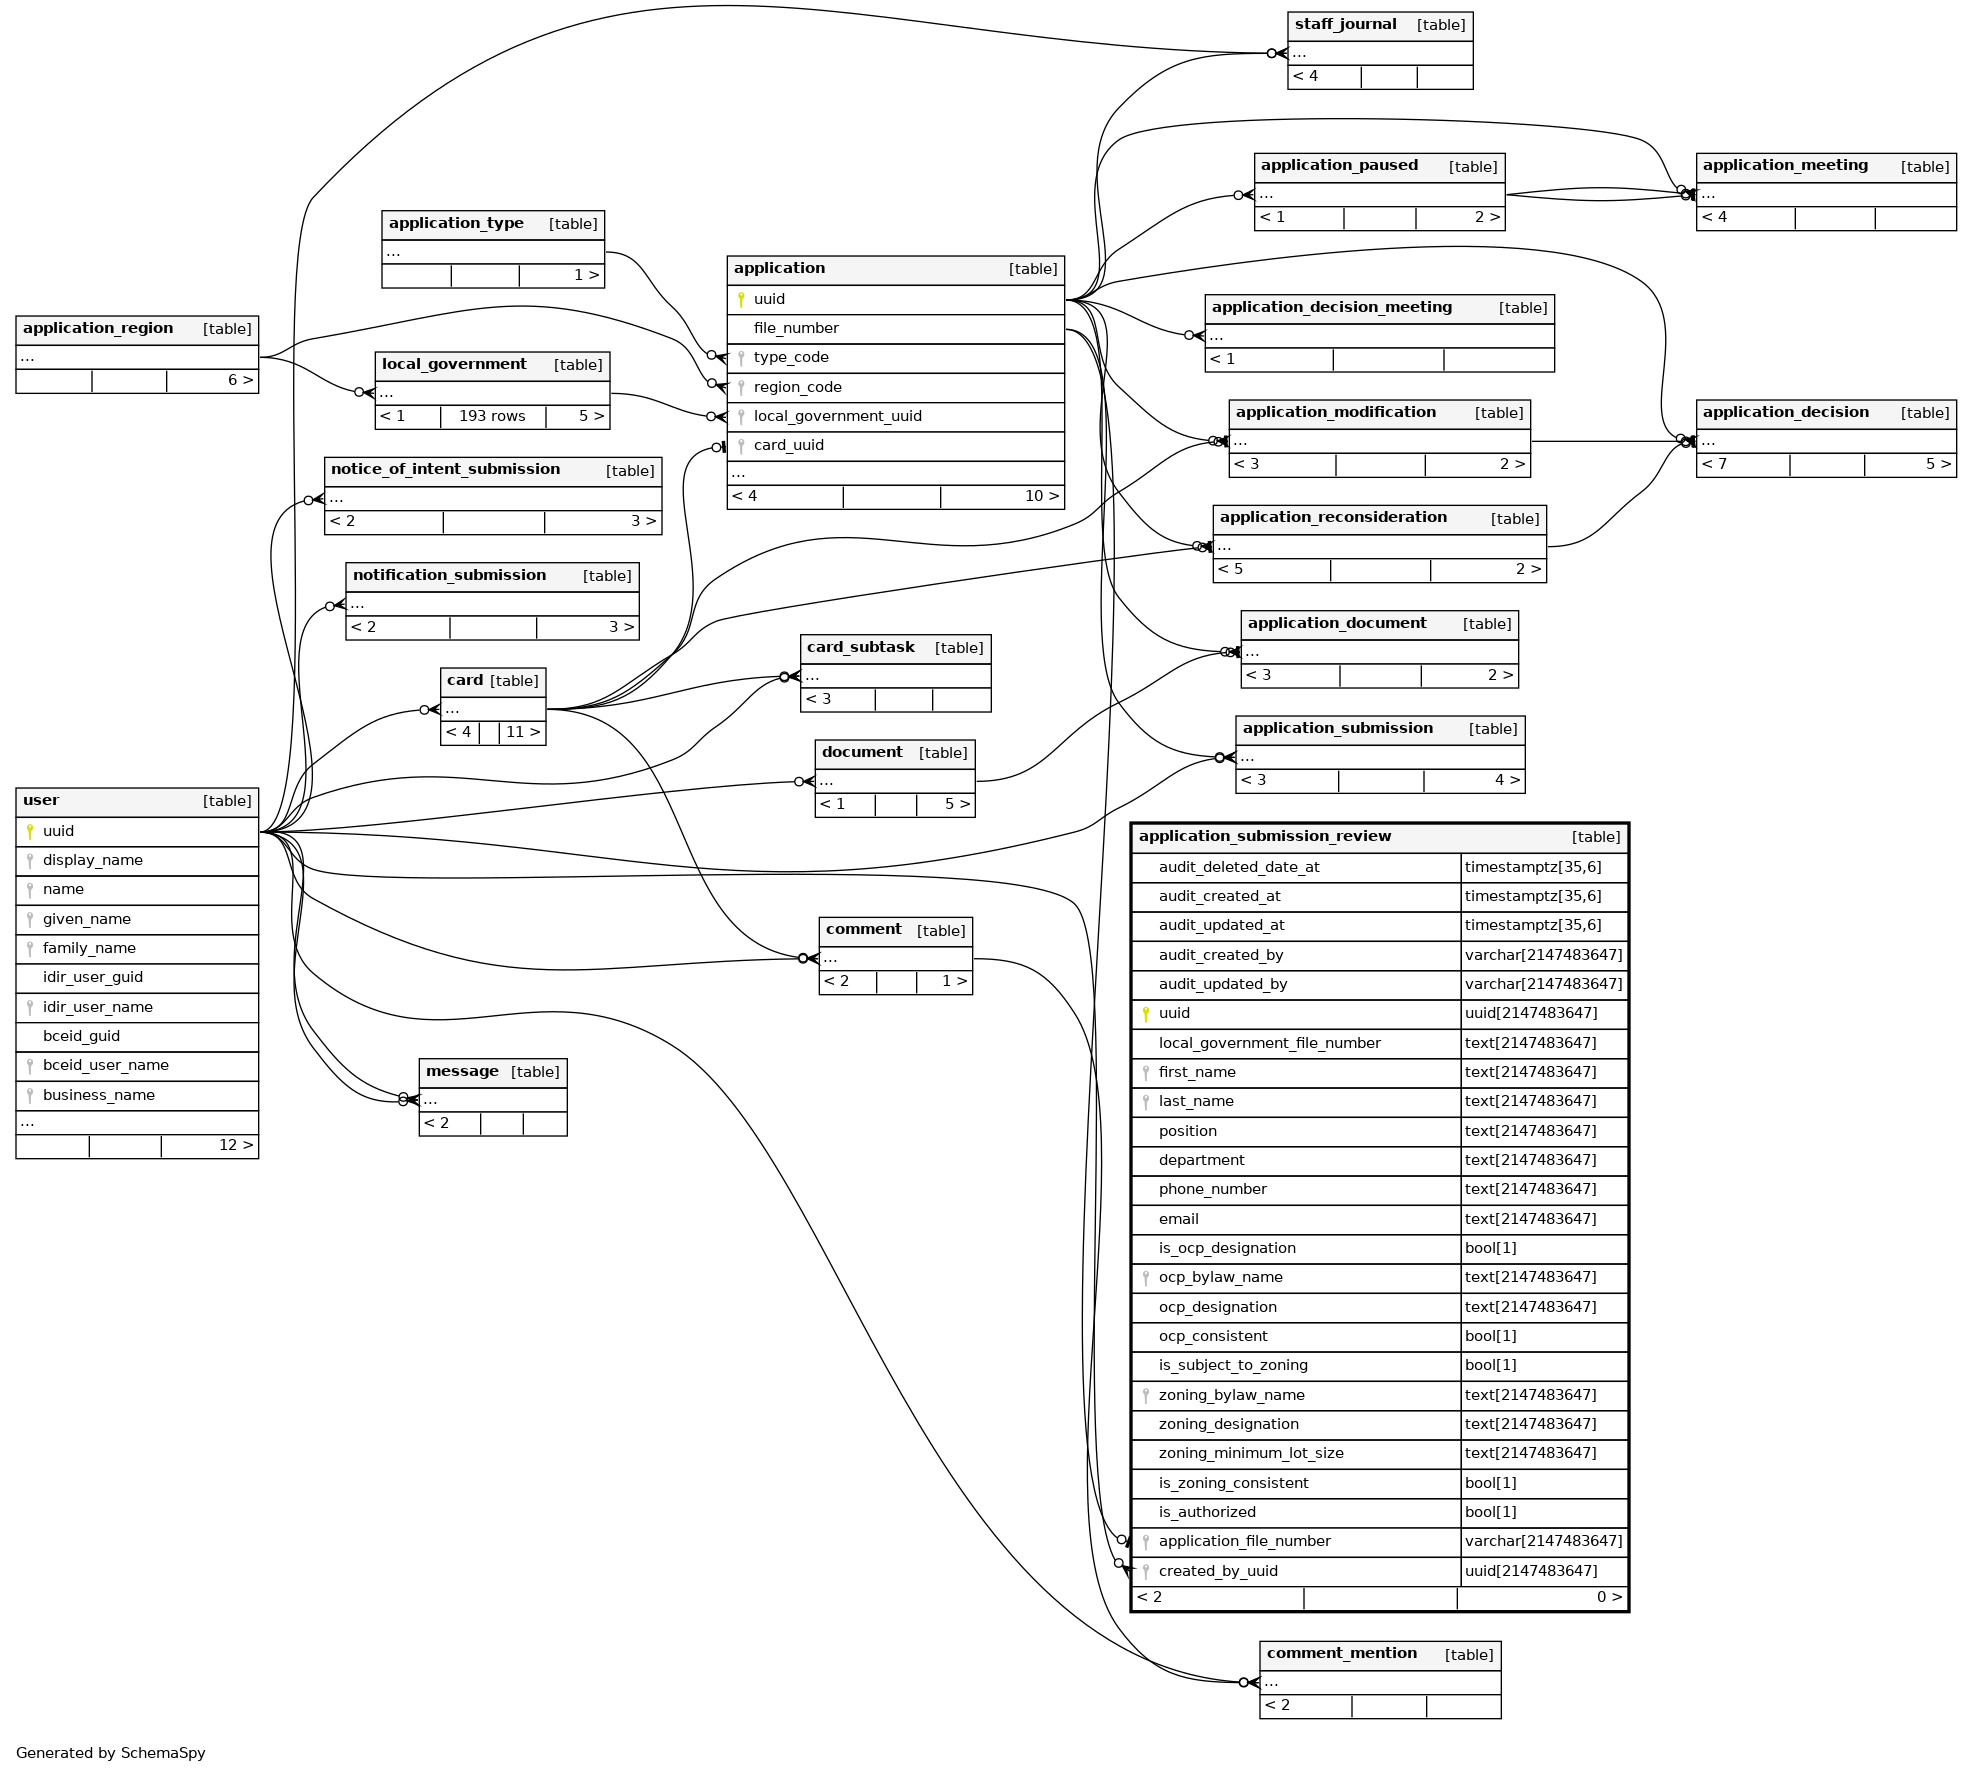 staff_journal [table]
...
< 4
application_paused [table]
...
< 1 2 >
application_meeting [table]
...
< 4
application_type [table]
...
1 >
application [table]
uuid
file_number
type_code
region_code
local_government_uuid
card_uuid
...
< 4 10 >
application_decision_meeting [table]
...
< 1
application_region [table]
...
6 >
local_government [table]
...
< 1 193 rows 5 >
application_modification [table]
...
< 3 2 >
application_decision [table]
...
< 7 5 >
notice_of_intent_submission [table]
...
< 2 3 >
application_reconsideration [table]
...
< 5 2 >
notification_submission [table]
...
< 2 3 >
application_document [table]
...
< 3 2 >
card_subtask [table]
...
< 3
card [table]
...
< 4 11 >
application_submission [table]
...
< 3 4 >
document [table]
...
< 1 5 >
user [table]
uuid
display_name
name
given_name
family_name
idir_user_guid
idir_user_name
bceid_guid
bceid_user_name
business_name
...
12 >
comment [table]
...
< 2 1 >
message [table]
...
< 2
application_submission_review [table]
audit_deleted_date_at timestamptz[35,6]
audit_created_at timestamptz[35,6]
audit_updated_at timestamptz[35,6]
audit_created_by varchar[2147483647]
audit_updated_by varchar[2147483647]
uuid uuid[2147483647]
local_government_file_number text[2147483647]
first_name text[2147483647]
last_name text[2147483647]
position text[2147483647]
department text[2147483647]
phone_number text[2147483647]
email text[2147483647]
is_ocp_designation bool[1]
ocp_bylaw_name text[2147483647]
ocp_designation text[2147483647]
ocp_consistent bool[1]
is_subject_to_zoning bool[1]
zoning_bylaw_name text[2147483647]
zoning_designation text[2147483647]
zoning_minimum_lot_size text[2147483647]
is_zoning_consistent bool[1]
is_authorized bool[1]
application_file_number varchar[2147483647]
created_by_uuid uuid[2147483647]
< 2 0 >
comment_mention [table]
...
< 2
Generated by SchemaSpy